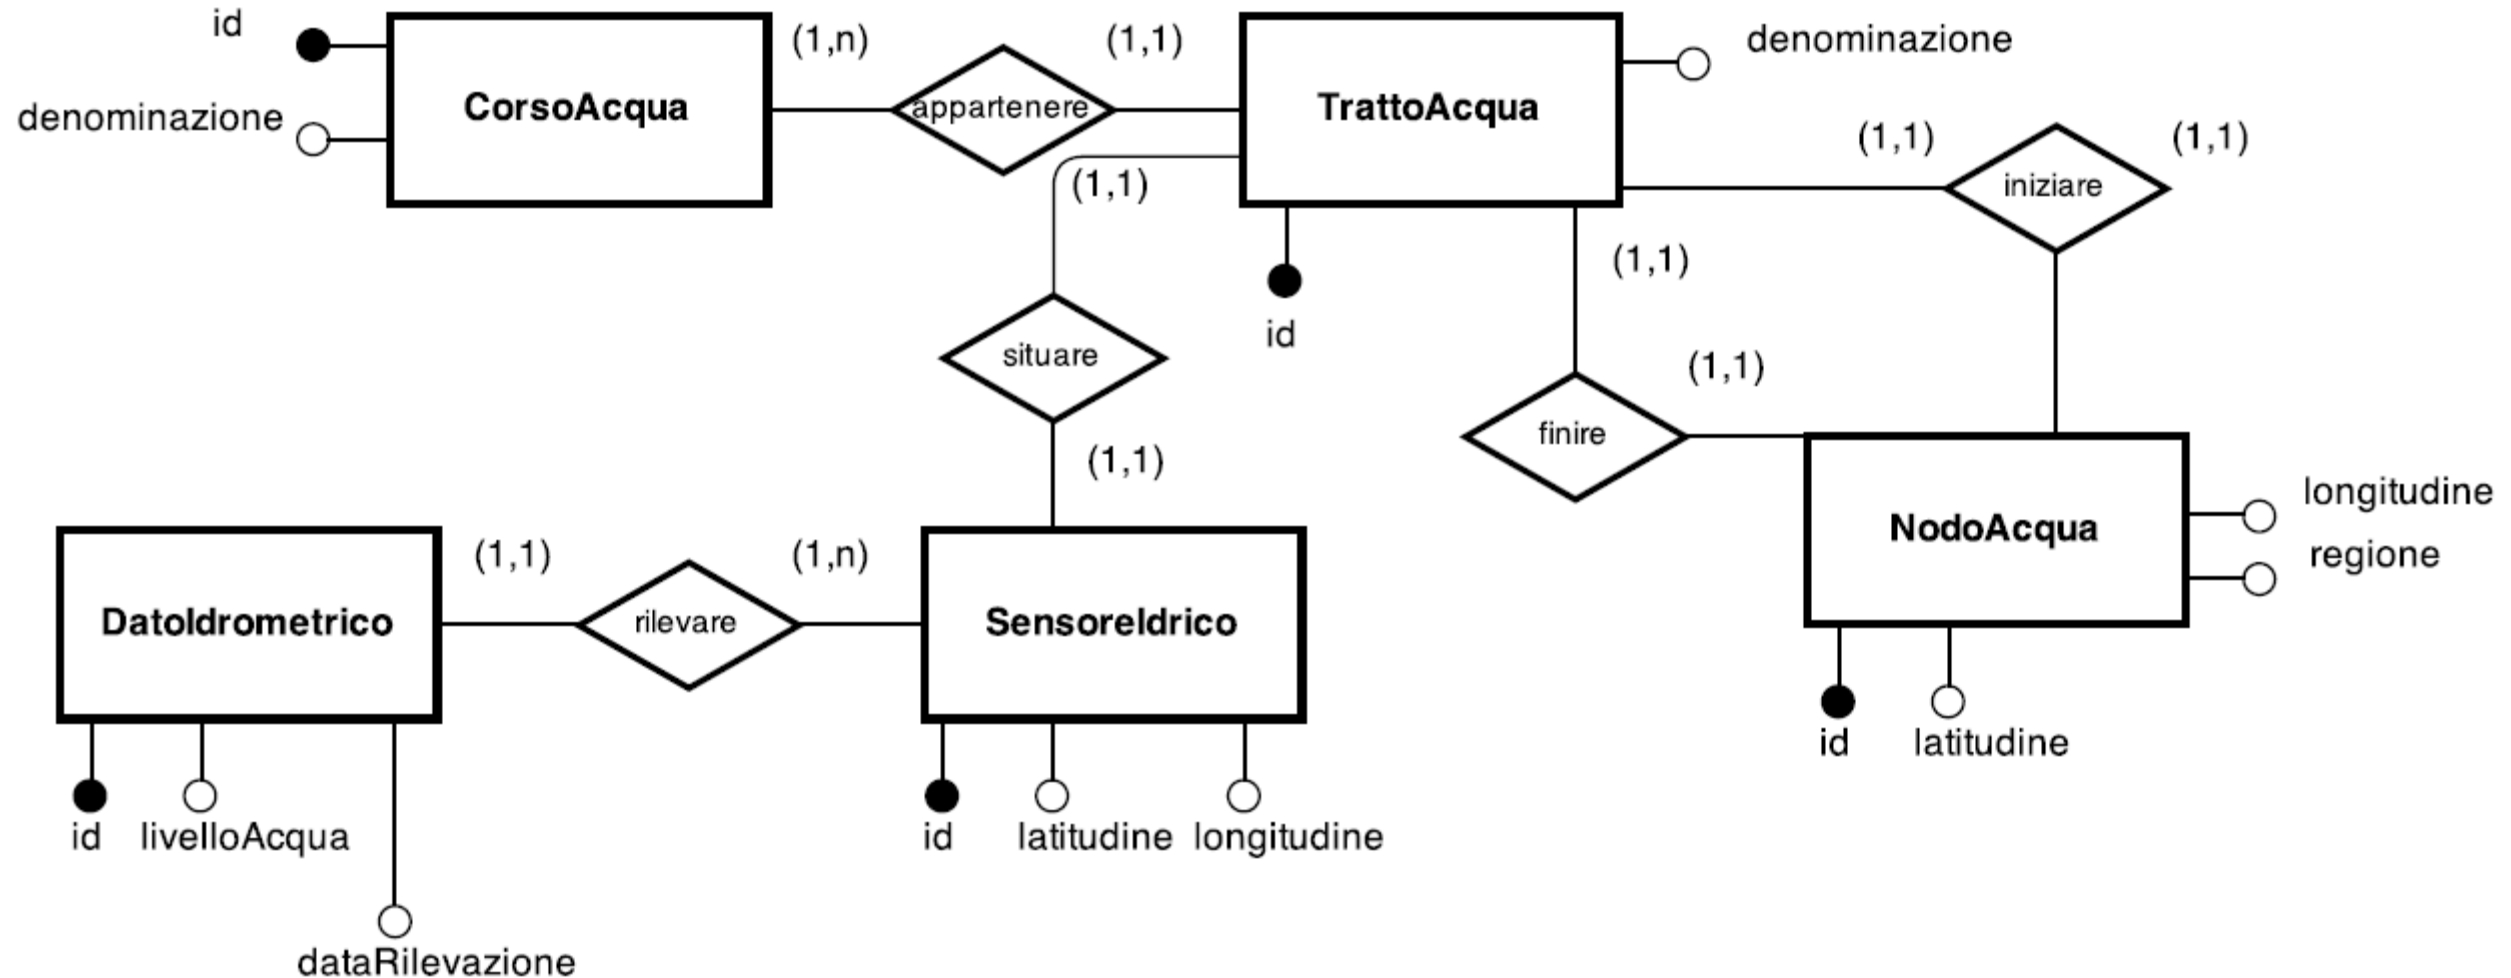 id
denominazione
CorsoAcqua
(1,n)
appartenere
(1,1)
TrattoAcqua
denominazione
id
(1,1)
iniziare
(1,1)
(1,1)
situare
(1,1)
(1,1)
finire
(1,1)
NodoAcqua
longitudine
regione
id
latitudine
DatoIdrometrico
(1,1)
rilevare
(1,n)
SensoreIdrico
id
livelloAcqua
dataRilevazione
id
latitudine
longitudine